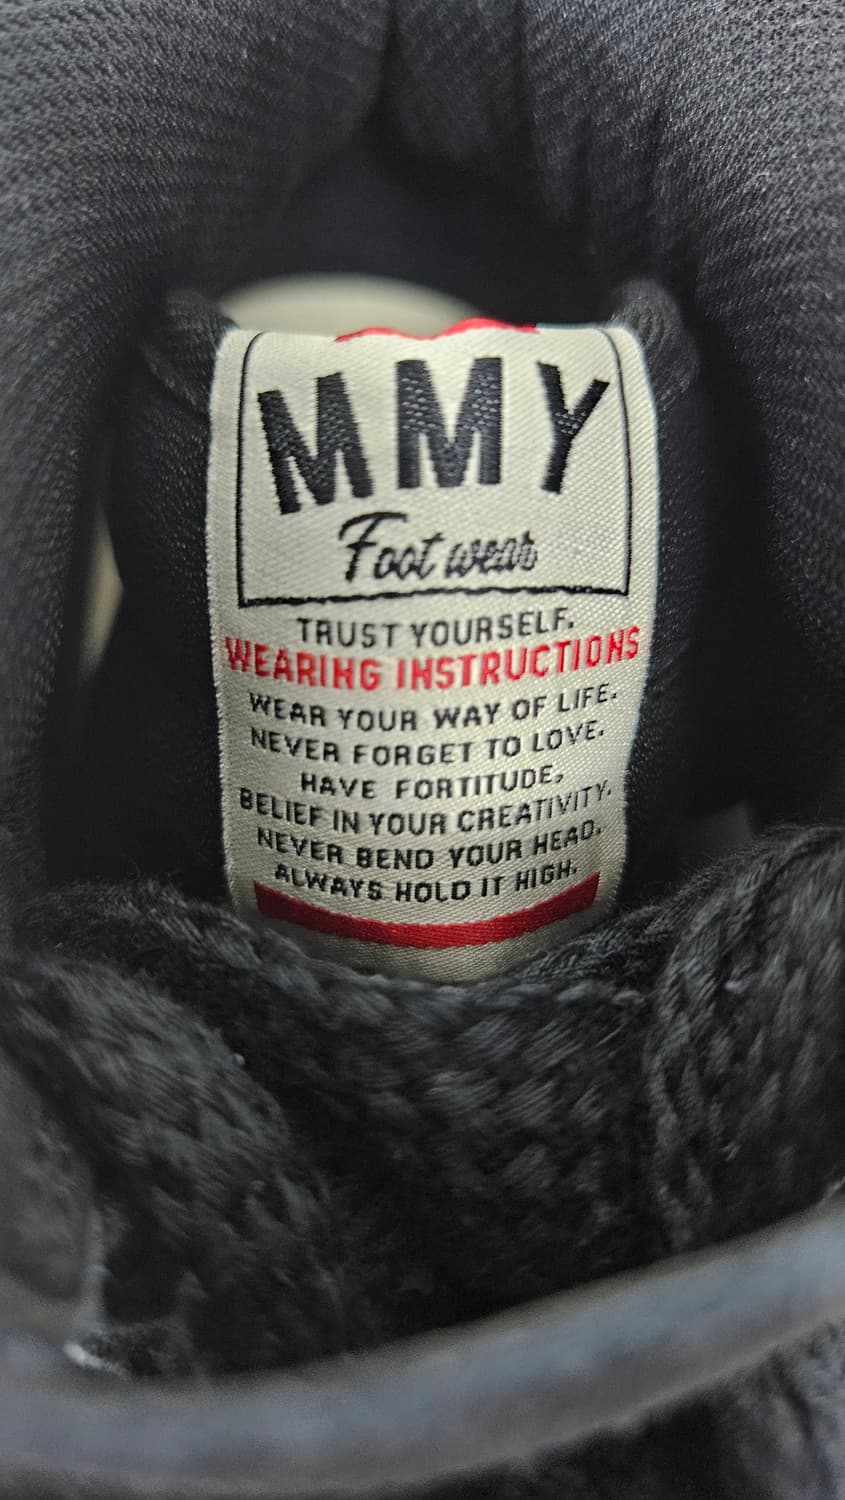 MMY
Foot wear
TRUST YOURSELF.
WEARING INSTRUCTIONS
WEAR YOUR WAY OF LIFE.
NEVER FORGET TO LOVE.
HAVE FORTITUDE,
BELIEF IN YOUR CREATIVITY.
NEVER BEND YOUR HEAD.
ALWAYS HOLD IT HIGH.